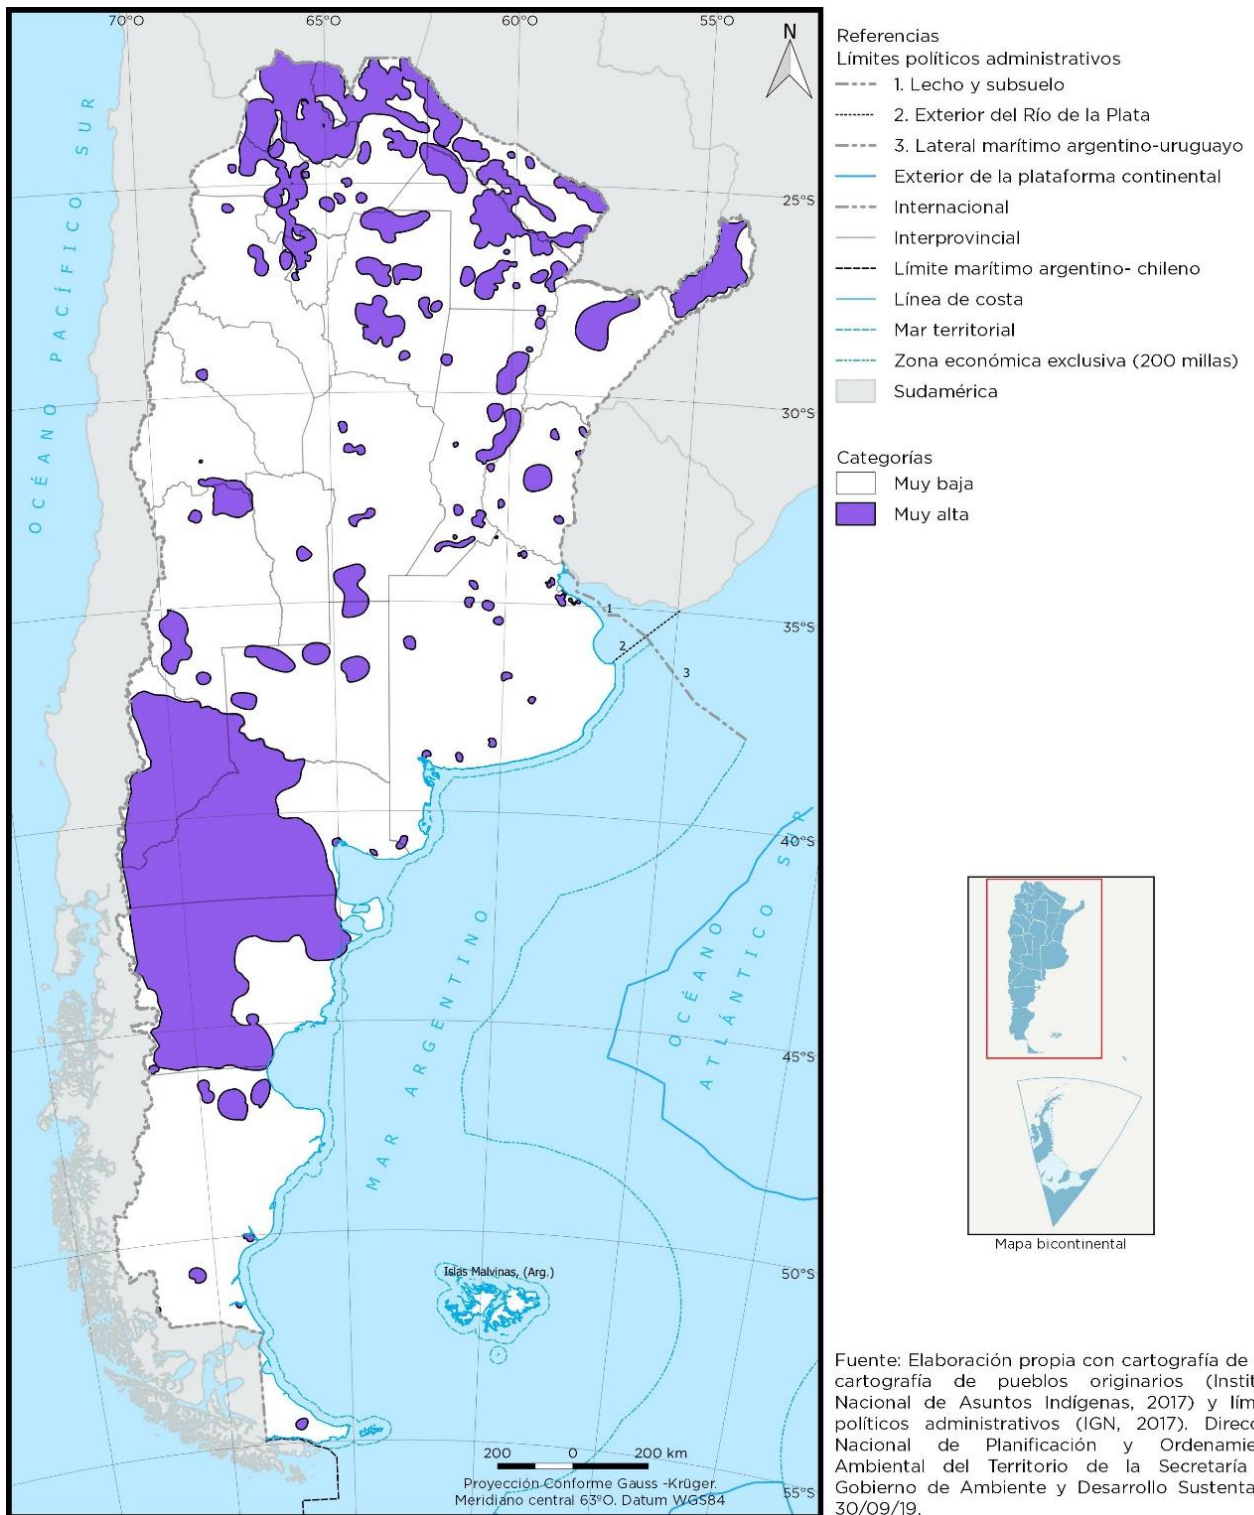 70°O
65°O
60°O
55°O
N
OCÉANO PACÍFICO SUR
25°S
30°S
35°S
40°S
45°S
50°S
55°S
1
2
3
MAR ARGENTINO
OCÉANO
ATLÁNTICO SUR
Islas Malvinas, (Arg.)
200 0 200 km
Proyección Conforme Gauss -Krüger.
Meridiano central 63ºO. Datum WGS84
Referencias
Límites políticos administrativos
1. Lecho y subsuelo
2. Exterior del Río de la Plata
3. Lateral marítimo argentino-uruguayo
Exterior de la plataforma continental
Internacional
Interprovincial
Límite marítimo argentino- chileno
Línea de costa
Mar territorial
Zona económica exclusiva (200 millas)
Sudamérica
Categorías
Muy baja
Muy alta
Mapa bicontinental
Fuente: Elaboración propia con cartografía de
cartografía de pueblos originarios (Instit
Nacional de Asuntos Indígenas, 2017) y lím
políticos administrativos (IGN, 2017). Direc
Nacional de Planificación y Ordenamie
Ambiental del Territorio de la Secretaría
Gobierno de Ambiente y Desarrollo Sustenta
30/09/19.